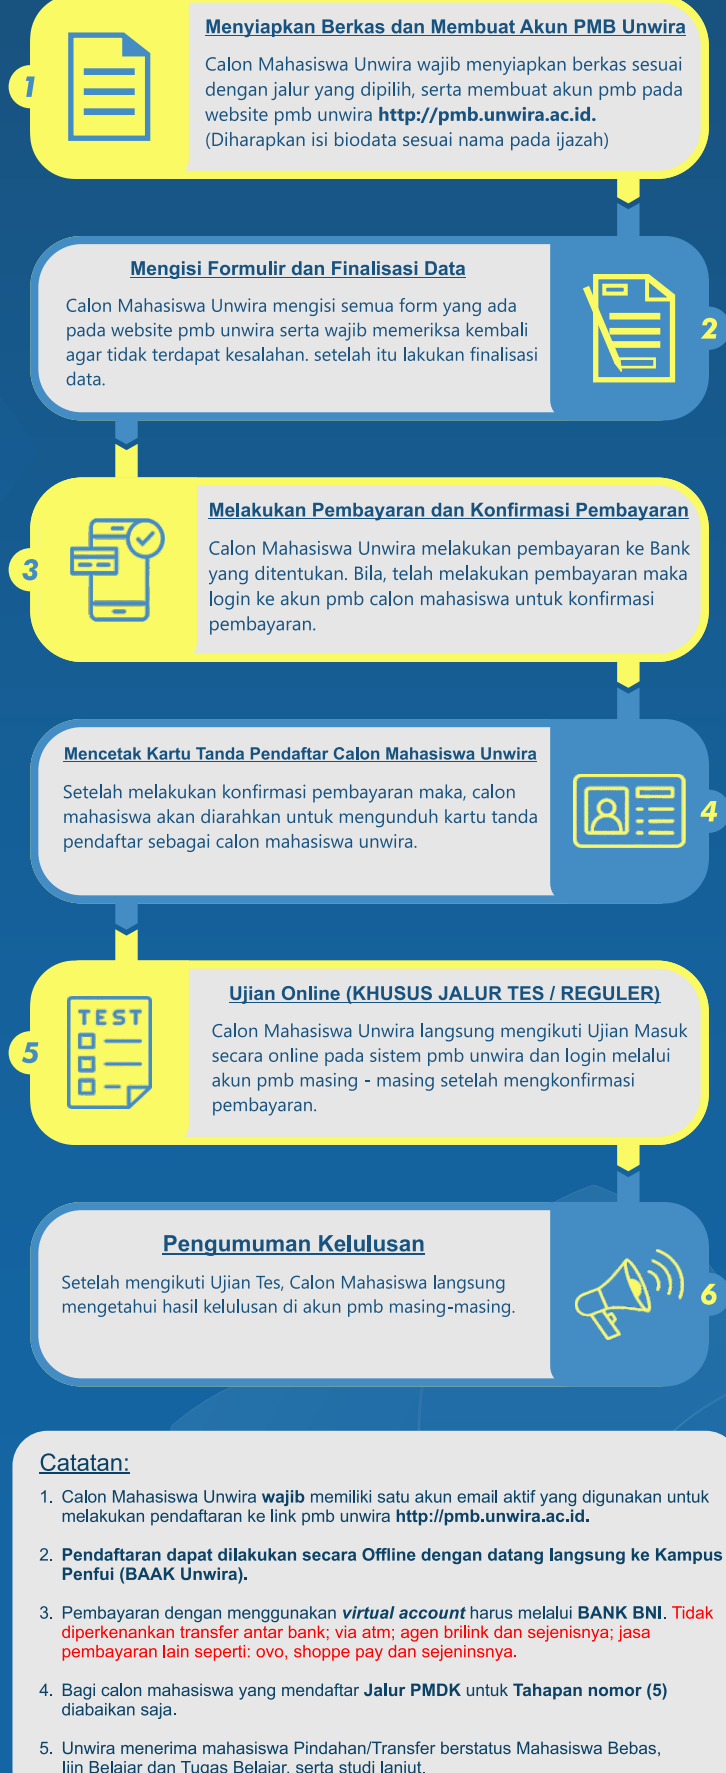 Menyiapkan Berkas dan Membuat Akun PMB Unwira
1
Calon Mahasiswa Unwira wajib menyiapkan berkas sesuai
dengan jalur yang dipilih, serta membuat akun pmb pada
website pmb unwira http://pmb.unwira.ac.id.
(Diharapkan isi biodata sesuai nama pada ijazah)
Mengisi Formulir dan Finalisasi Data
2
Calon Mahasiswa Unwira mengisi semua form yang ada
pada website pmb unwira serta wajib memeriksa kembali
agar tidak terdapat kesalahan. setelah itu lakukan finalisasi
data.
Melakukan Pembayaran dan Konfirmasi Pembayaran
3
Calon Mahasiswa Unwira melakukan pembayaran ke Bank
yang ditentukan. Bila, telah melakukan pembayaran maka
login ke akun pmb calon mahasiswa untuk konfirmasi
pembayaran.
Mencetak Kartu Tanda Pendaftar Calon Mahasiswa Unwira
4
Setelah melakukan konfirmasi pembayaran maka, calon
mahasiswa akan diarahkan untuk mengunduh kartu tanda
pendaftar sebagai calon mahasiswa unwira.
Ujian Online (KHUSUS JALUR TES / REGULER)
5
TEST
Calon Mahasiswa Unwira langsung mengikuti Ujian Masuk
secara online pada sistem pmb unwira dan login melalui
akun pmb masing - masing setelah mengkonfirmasi
pembayaran.
Pengumuman Kelulusan
6
Setelah mengikuti Ujian Tes, Calon Mahasiswa langsung
mengetahui hasil kelulusan di akun pmb masing-masing.
Catatan:
1. Calon Mahasiswa Unwira wajib memiliki satu akun email aktif yang digunakan untuk
melakukan pendaftaran ke link pmb unwira http://pmb.unwira.ac.id.
2. Pendaftaran dapat dilakukan secara Offline dengan datang langsung ke Kampus
Penfui (BAAK Unwira).
3. Pembayaran dengan menggunakan virtual account harus melalui BANK BNI. Tidak
diperkenankan transfer antar bank; via atm; agen brilink dan sejenisnya; jasa
pembayaran lain seperti: ovo, shoppe pay dan sejeninsnya.
4. Bagi calon mahasiswa yang mendaftar Jalur PMDK untuk Tahapan nomor (5)
diabaikan saja.
5. Unwira menerima mahasiswa Pindahan/Transfer berstatus Mahasiswa Bebas,
Ijin Belajar dan Tugas Belajar, serta studi lanjut.